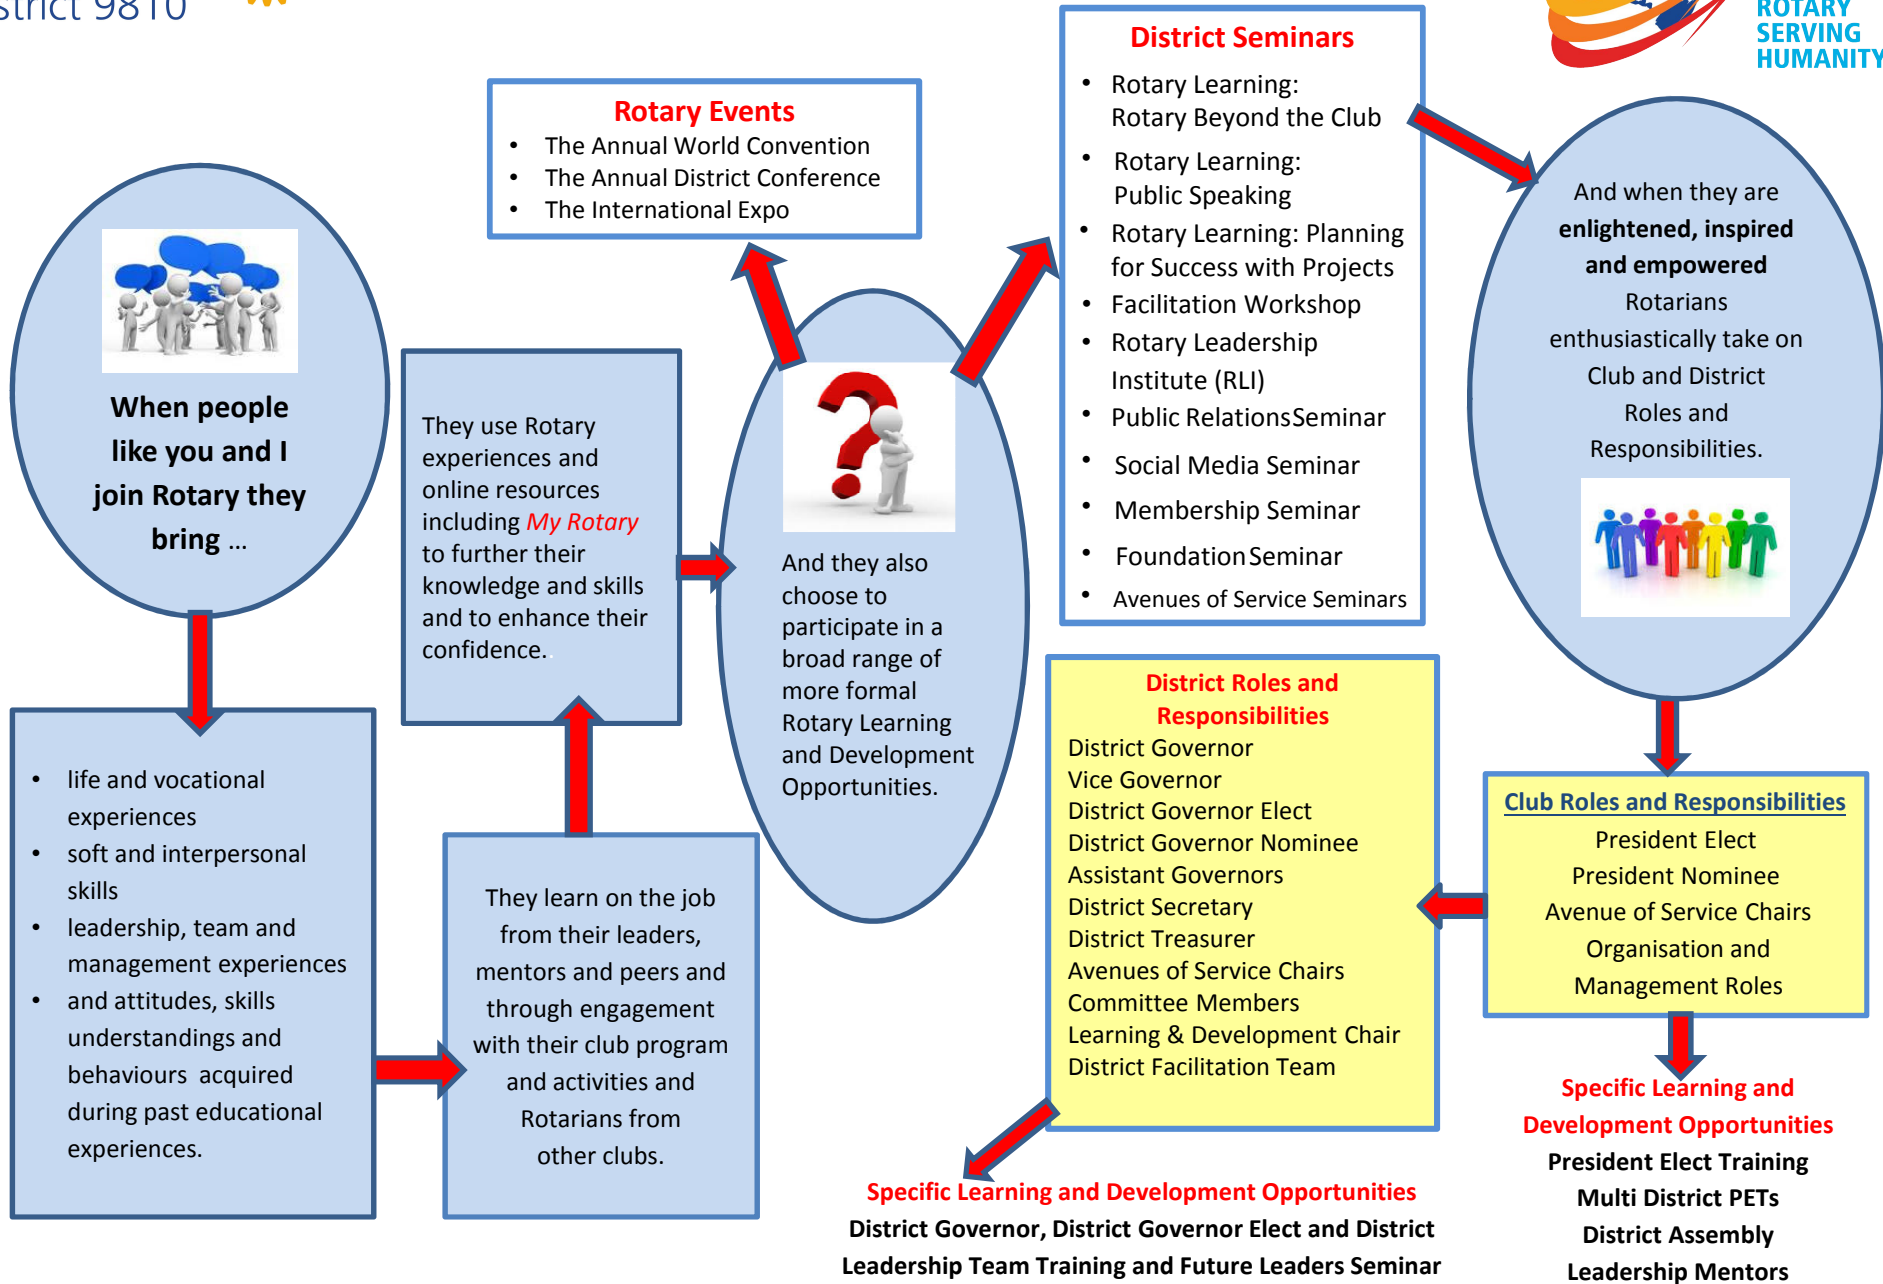 District 9810
ROTARY
SERVING
HUMANITY
When people
like you and I
join Rotary they
bring ...
• life and vocational
experiences
• soft and interpersonal
skills
• leadership, team and
management experiences
• and attitudes, skills
understandings and
behaviours acquired
during past educational
experiences.
They learn on the job
from their leaders,
mentors and peers and
through engagement
with their club program
and activities and
Rotarians from
other clubs.
They use Rotary
experiences and
online resources
including My Rotary
to further their
knowledge and skills
and to enhance their
confidence..
And they also
choose to
participate in a
broad range of
more formal
Rotary Learning
and Development
Opportunities.
Rotary Events
• The Annual World Convention
• The Annual District Conference
• The International Expo
District Seminars
• Rotary Learning:
Rotary Beyond the Club
• Rotary Learning:
Public Speaking
• Rotary Learning: Planning
for Success with Projects
• Facilitation Workshop
• Rotary Leadership
Institute (RLI)
• Public Relations Seminar
• Social Media Seminar
• Membership Seminar
• Foundation Seminar
• Avenues of Service Seminars
And when they are
enlightened, inspired
and empowered
Rotarians
enthusiastically take on
Club and District
Roles and
Responsibilities.
Club Roles and Responsibilities
President Elect
President Nominee
Avenue of Service Chairs
Organisation and
Management Roles
Specific Learning and
Development Opportunities
President Elect Training
Multi District PETs
District Assembly
Leadership Mentors
District Roles and
Responsibilities
District Governor
Vice Governor
District Governor Elect
District Governor Nominee
Assistant Governors
District Secretary
District Treasurer
Avenues of Service Chairs
Committee Members
Learning & Development Chair
District Facilitation Team
Specific Learning and Development Opportunities
District Governor, District Governor Elect and District
Leadership Team Training and Future Leaders Seminar